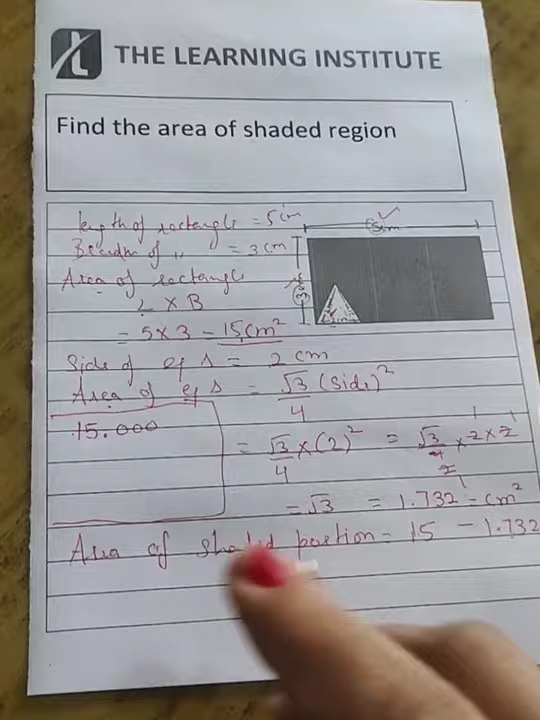 THE LEARNING INSTITUTE
Find the area of shaded region
length of rectangle = 5cm
5cm
Breadth of " = 3cm
Area of rectangle
L × B
= 5×3 = 15cm²
Side of eq Δ = 2 cm
Area of eq Δ = √3/4 (Side)²
15.000
= √3/4 × (2)² = √3/4 × 2 × 2
= √3 = 1.732 cm²
Area of shaded portion = 15 - 1.732